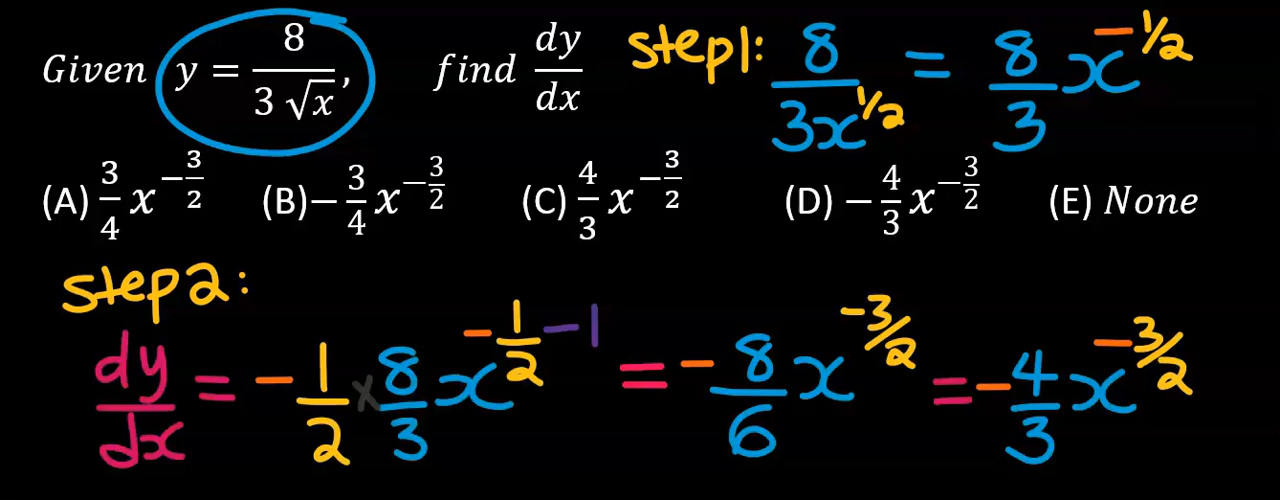 Given y = 8/(3√x), find dy/dx step1: 8/(3x^1/2) = 8/3 x^-1/2
(A) 3/4 x^-3/2 (B) -3/4 x^-3/2 (C) 4/3 x^-3/2 (D) -4/3 x^-3/2 (E) None
step2:
dy/dx = -1/2 × 8/3 x^-1/2-1 = -8/6 x^-3/2 = -4/3 x^-3/2